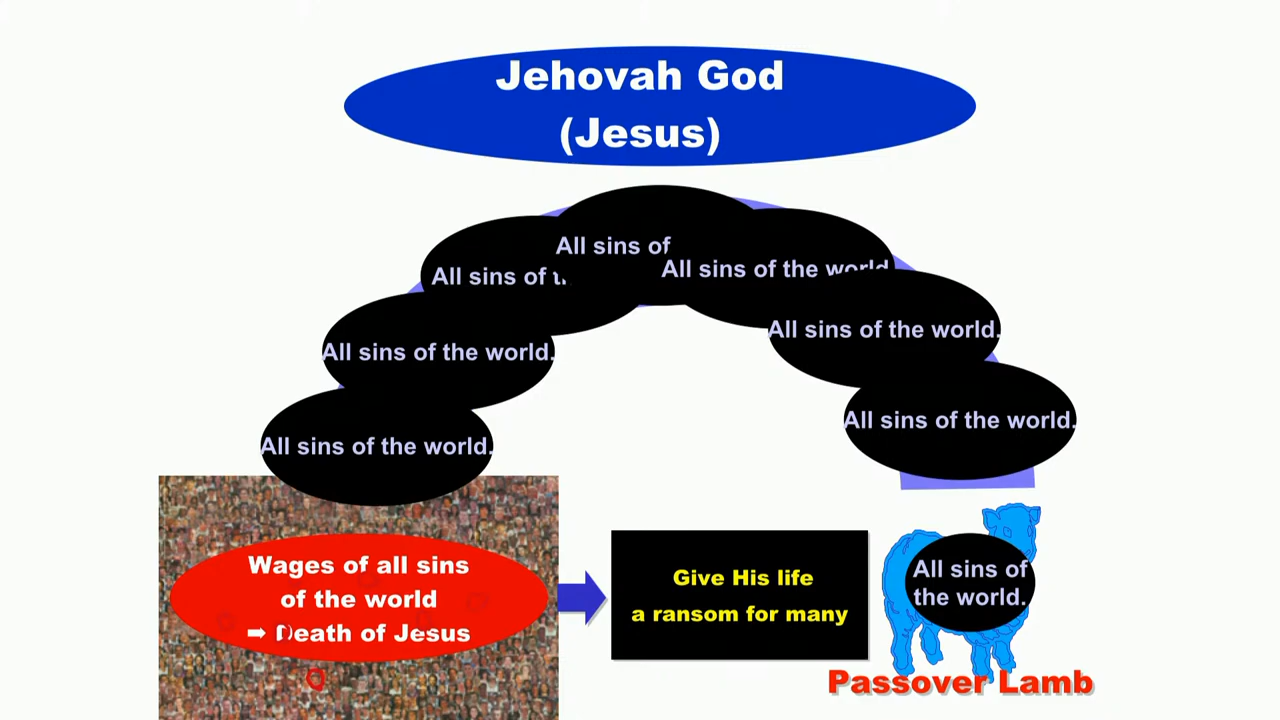 Jehovah God
(Jesus)
All sins of
All sins of the world.
All sins of
All sins of the world.
All sins of the world.
All sins of the world.
All sins of the world.
All sins of
the world.
Wages of all sins
of the world
➡ Death of Jesus
Give His life
a ransom for many
Passover Lamb